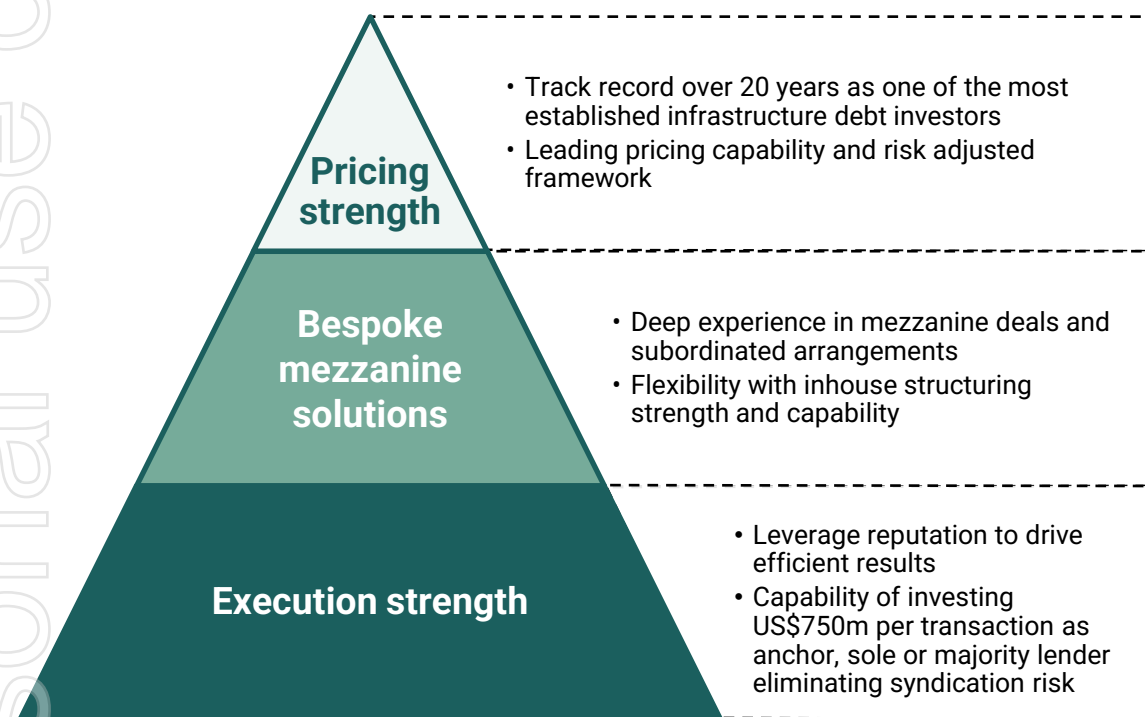 Pricing
strength
• Track record over 20 years as one of the most
established infrastructure debt investors
• Leading pricing capability and risk adjusted
framework
Bespoke
mezzanine
solutions
• Deep experience in mezzanine deals and
subordinated arrangements
• Flexibility with inhouse structuring
strength and capability
Execution strength
• Leverage reputation to drive
efficient results
• Capability of investing
US$750m per transaction as
anchor, sole or majority lender
eliminating syndication risk
sonal use o